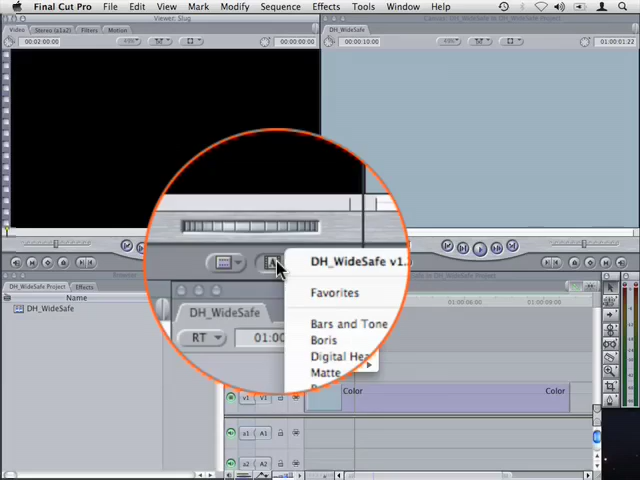 Final Cut Pro File Edit View Mark Modify Sequence Effects Tools Window Help
Viewer: Slug
Canvas: DH_WideSafe in DH_WideSafe Project
Video Stereo (a1a2) Filters Motion
DH_WideSafe
00:02:00:00
00:00:00:00
00:00:10:00
01:00:01:22
DH_WideSafe v1.
Favorites
Bars and Tone
Boris
Digital He
Matte
Browser
DH_WideSafe Project Effects
Name
DH_WideSafe
DH_WideSafe
RT
01:00
01:00:06:00
01:00:08:00
Color
Color
V1 V1
a1 A1
a2 A2